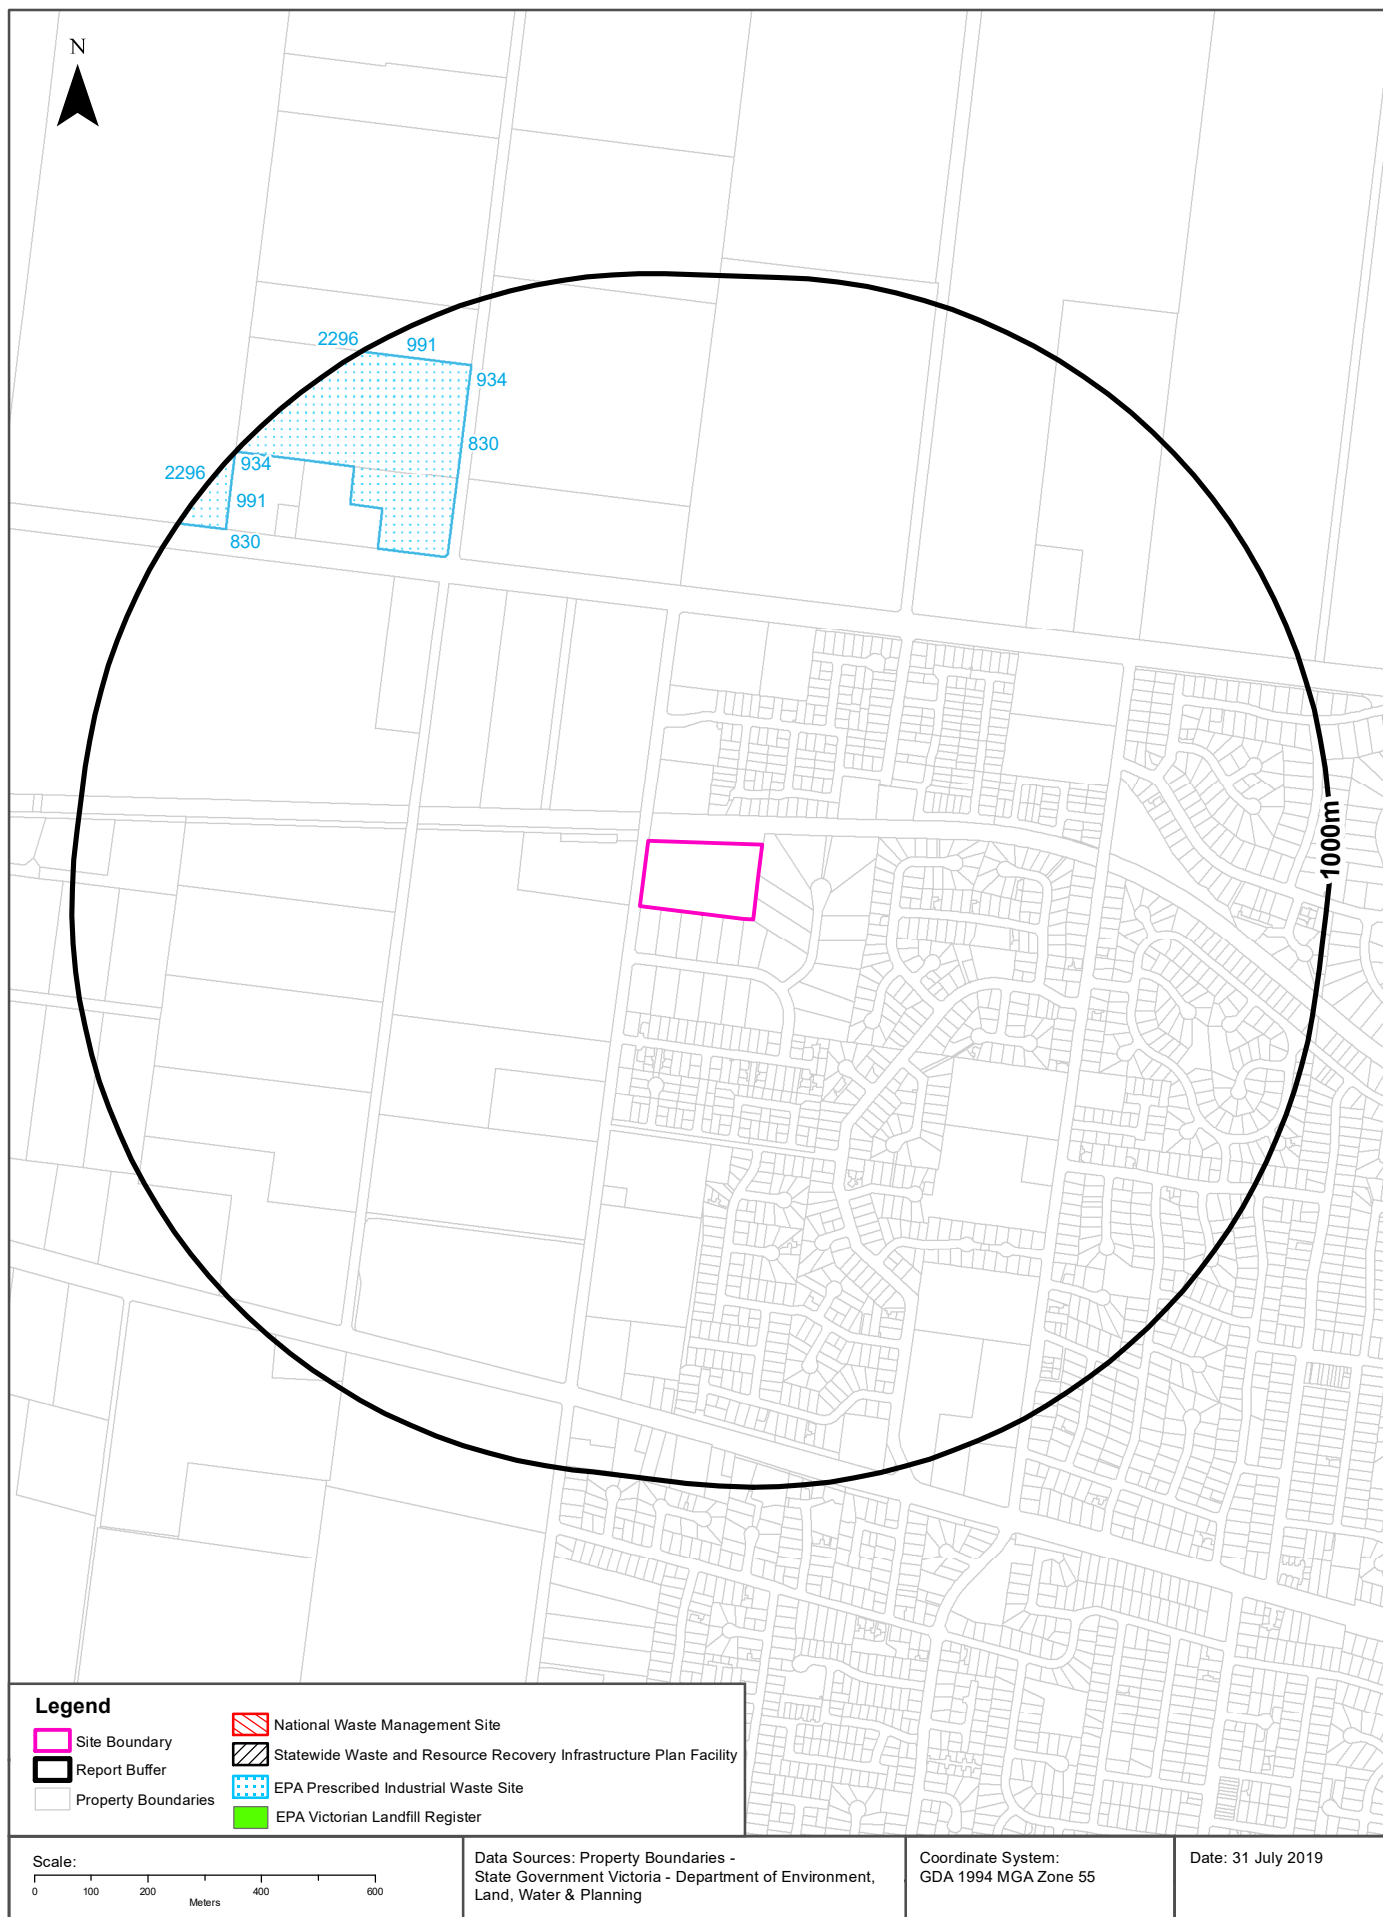 N
2296
991
934
830
934
2296
991
830
1000m
Legend
Site Boundary
Report Buffer
Property Boundaries
National Waste Management Site
Statewide Waste and Resource Recovery Infrastructure Plan Facility
EPA Prescribed Industrial Waste Site
EPA Victorian Landfill Register
Scale:
0 100 200 400 600
Meters
Data Sources: Property Boundaries -
State Government Victoria - Department of Environment,
Land, Water & Planning
Coordinate System:
GDA 1994 MGA Zone 55
Date: 31 July 2019